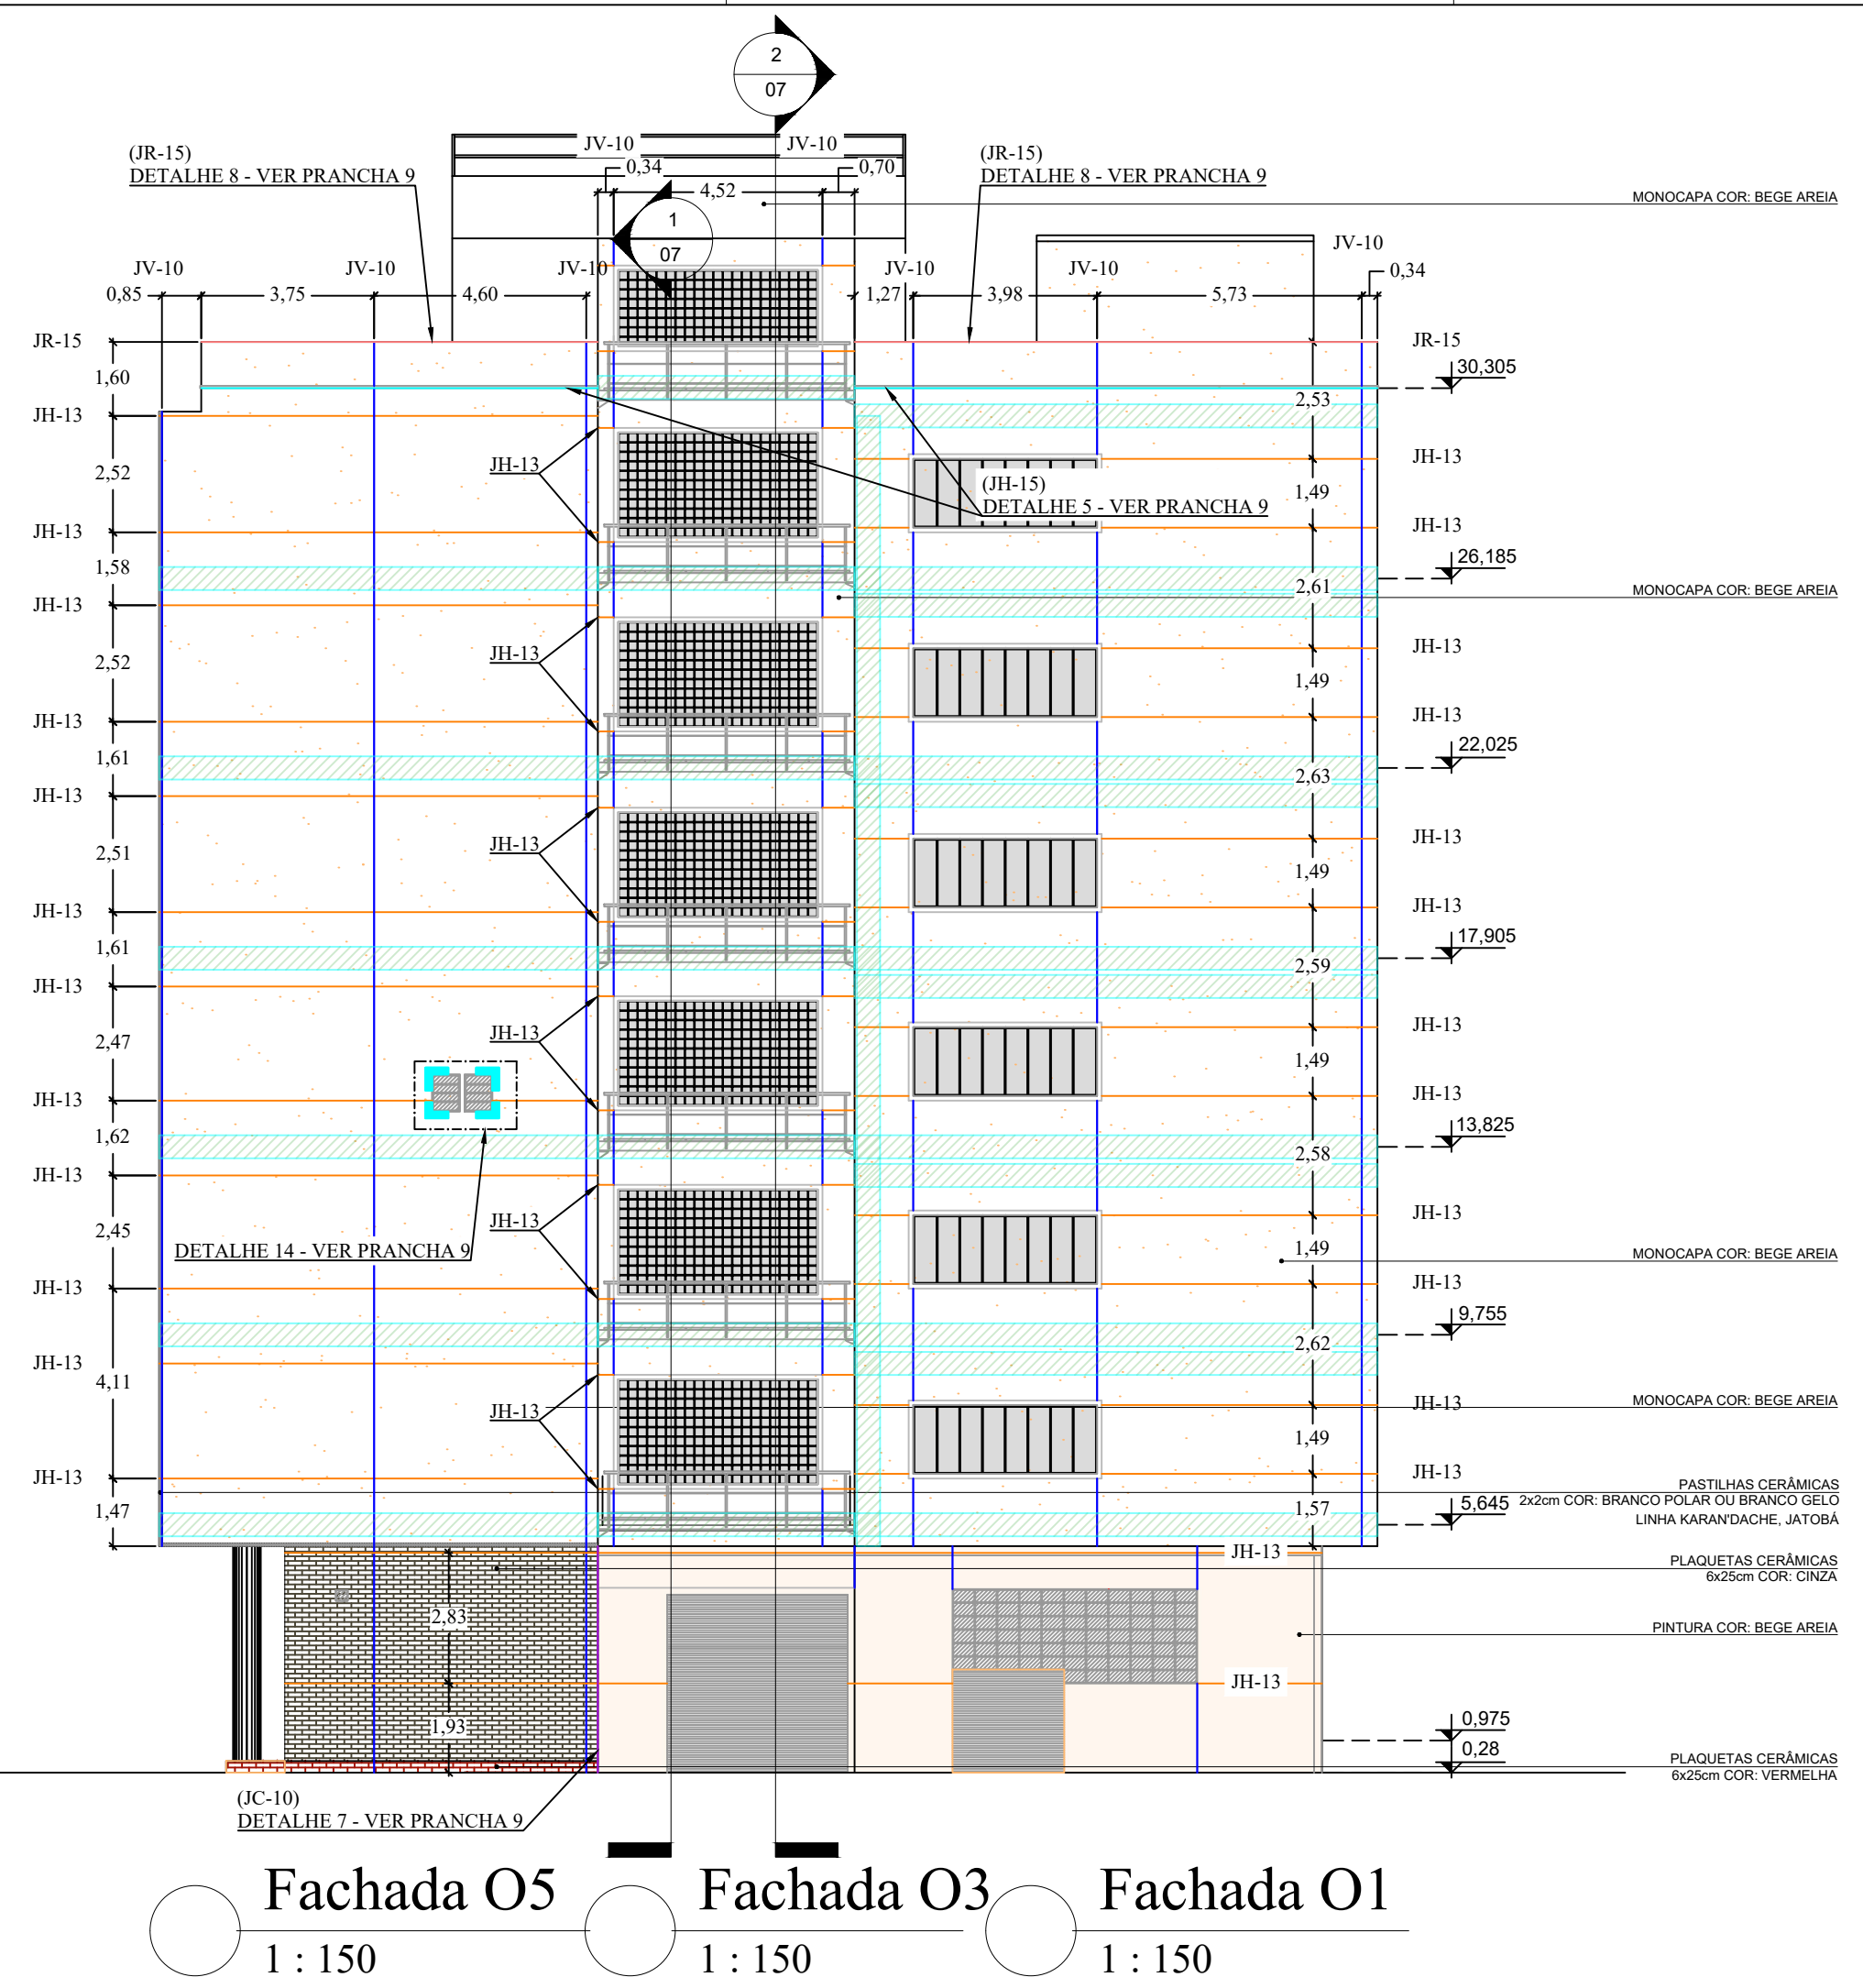 2
07
JV-10 JV-10
(JR-15)
DETALHE 8 - VER PRANCHA 9
0,34 4,52 0,70
(JR-15)
DETALHE 8 - VER PRANCHA 9
MONOCAPA COR: BEGE AREIA
1
07
JV-10 JV-10 JV-10 JV-10 JV-10 JV-10
0,85 3,75 4,60 1,27 3,98 5,73 0,34
JR-15 JR-15
30,305
1,60
2,53
JH-13
JH-13 JH-13
2,52
(JH-15)
DETALHE 5 - VER PRANCHA 9
1,49
JH-13 JH-13
26,185
1,58
2,61
MONOCAPA COR: BEGE AREIA
JH-13
JH-13 JH-13
2,52 1,49
JH-13 JH-13
22,025
1,61 2,63
JH-13
JH-13 JH-13
2,51 1,49
JH-13 JH-13
17,905
1,61 2,59
JH-13
JH-13 JH-13
2,47 1,49
JH-13 JH-13
13,825
1,62 2,58
JH-13
JH-13 JH-13
2,45
DETALHE 14 - VER PRANCHA 9
1,49
MONOCAPA COR: BEGE AREIA
JH-13 JH-13
9,755
2,62
JH-13
4,11
JH-13 JH-13
MONOCAPA COR: BEGE AREIA
1,49
JH-13 JH-13
PASTILHAS CERÂMICAS
2x2cm COR: BRANCO POLAR OU BRANCO GELO
LINHA KARAN'DACHE, JATOBÁ
1,47 1,57 5,645
JH-13
PLAQUETAS CERÂMICAS
6x25cm COR: CINZA
2,83
PINTURA COR: BEGE AREIA
JH-13
1,93
0,975
0,28
PLAQUETAS CERÂMICAS
6x25cm COR: VERMELHA
(JC-10)
DETALHE 7 - VER PRANCHA 9
Fachada O5
1 : 150
Fachada O3
1 : 150
Fachada O1
1 : 150